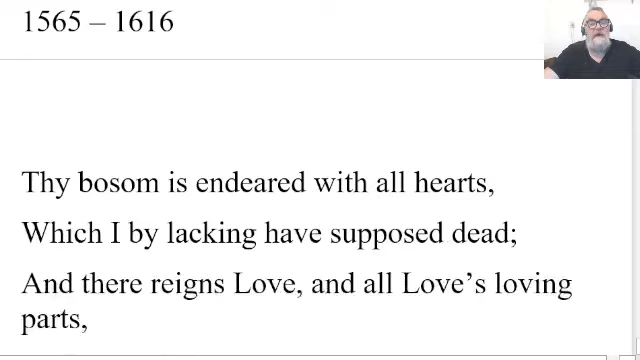 1565 – 1616
Thy bosom is endeared with all hearts,
Which I by lacking have supposed dead;
And there reigns Love, and all Love’s loving
parts,